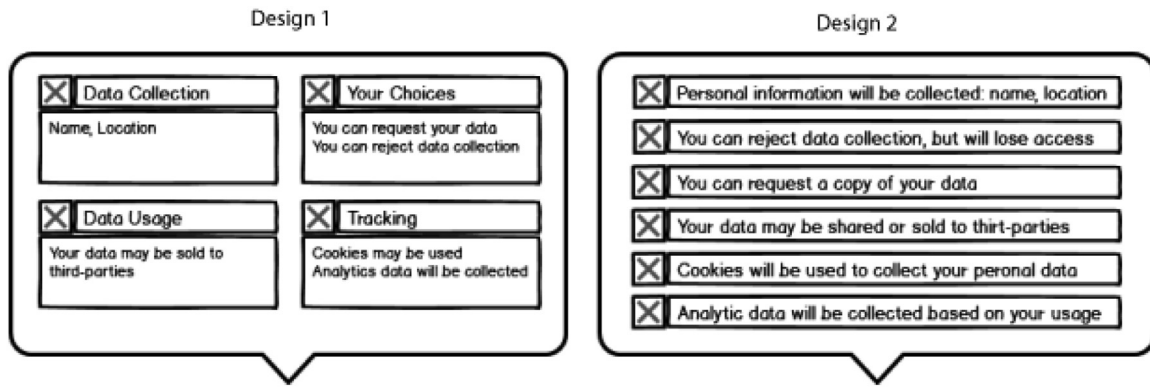 Design 1
Data Collection
Name, Location
Your Choices
You can request your data
You can reject data collection
Data Usage
Your data may be sold to
third-parties
Tracking
Cookies may be used
Analytics data will be collected
Design 2
Personal information will be collected: name, location
You can reject data collection, but will lose access
You can request a copy of your data
Your data may be shared or sold to thirt-parties
Cookies will be used to collect your peronal data
Analytic data will be collected based on your usage